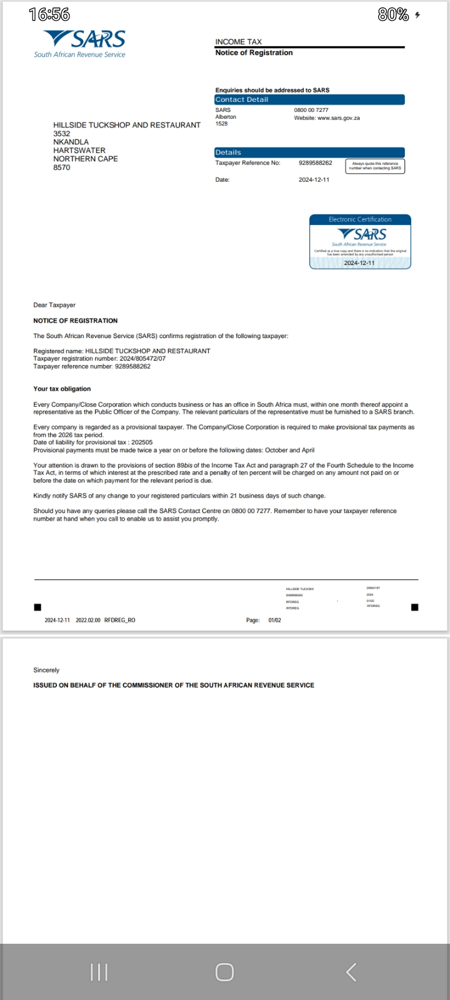 16:56
80%
SARS
South African Revenue Service
INCOME TAX
Notice of Registration
Enquiries should be addressed to SARS
Contact Detail
SARS
Alberton
1528
0800 00 7277
Website: www.sars.gov.za
HILLSIDE TUCKSHOP AND RESTAURANT
3532
NKANDLA
HARTSWATER
NORTHERN CAPE
8570
Details
Taxpayer Reference No: 9289588262
Always quote this reference
number when contacting SARS
Date: 2024-12-11
Electronic Certification
SARS
South African Revenue Service
Certified as a true copy and there is no indication that the original
has been amended by any unauthorised person
2024-12-11
Dear Taxpayer
NOTICE OF REGISTRATION
The South African Revenue Service (SARS) confirms registration of the following taxpayer:
Registered name: HILLSIDE TUCKSHOP AND RESTAURANT
Taxpayer registration number: 2024/805472/07
Taxpayer reference number: 9289588262
Your tax obligation
Every Company/Close Corporation which conducts business or has an office in South Africa must, within one month thereof appoint a
representative as the Public Officer of the Company. The relevant particulars of the representative must be furnished to a SARS branch.
Every company is regarded as a provisional taxpayer. The Company/Close Corporation is required to make provisional tax payments as
from the 2026 tax period.
Date of liability for provisional tax : 202505
Provisional payments must be made twice a year on or before the following dates: October and April
Your attention is drawn to the provisions of section 89bis of the Income Tax Act and paragraph 27 of the Fourth Schedule to the Income
Tax Act, in terms of which interest at the prescribed rate and a penalty of ten percent will be charged on any amount not paid on or
before the date on which payment for the relevant period is due.
Kindly notify SARS of any change to your registered particulars within 21 business days of such change.
Should you have any queries please call the SARS Contact Centre on 0800 00 7277. Remember to have your taxpayer reference
number at hand when you call to enable us to assist you promptly.
HILLSIDE TUCKSHI
9289588262
RFDREG :
RFDREG
2024
01/02
RFDREG
2024-12-11 2022.02.00 RFDREG_RO
Page: 01/02
Sincerely
ISSUED ON BEHALF OF THE COMMISSIONER OF THE SOUTH AFRICAN REVENUE SERVICE